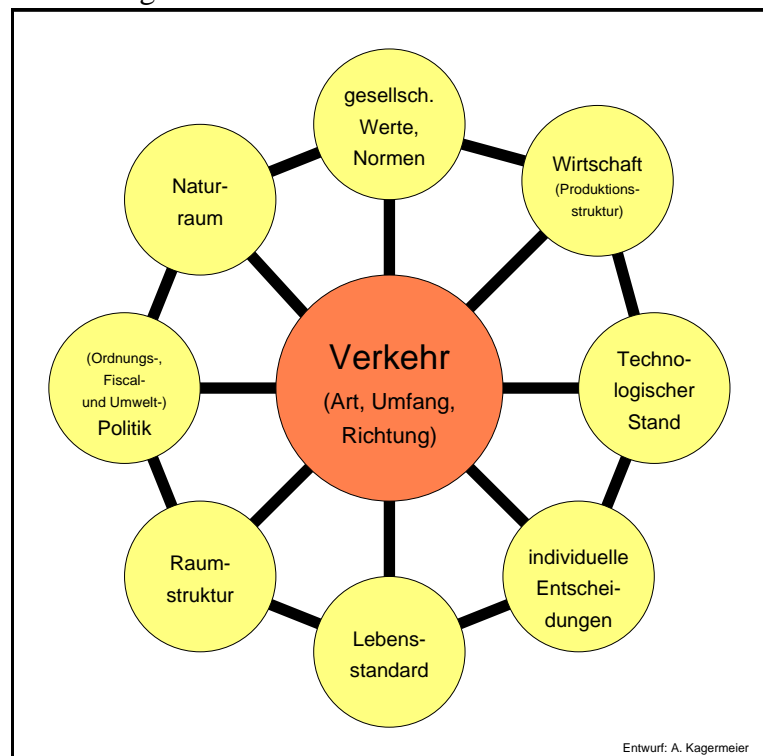 gesellsch.
Werte,
Normen
Wirtschaft
(Produktions-
struktur)
Natur-
raum
Verkehr
(Art, Umfang,
Richtung)
Techno-
logischer
Stand
(Ordnungs-,
Fiscal-
und Umwelt-)
Politik
individuelle
Entschei-
dungen
Raum-
struktur
Lebens-
standard
Entwurf: A. Kagermeier